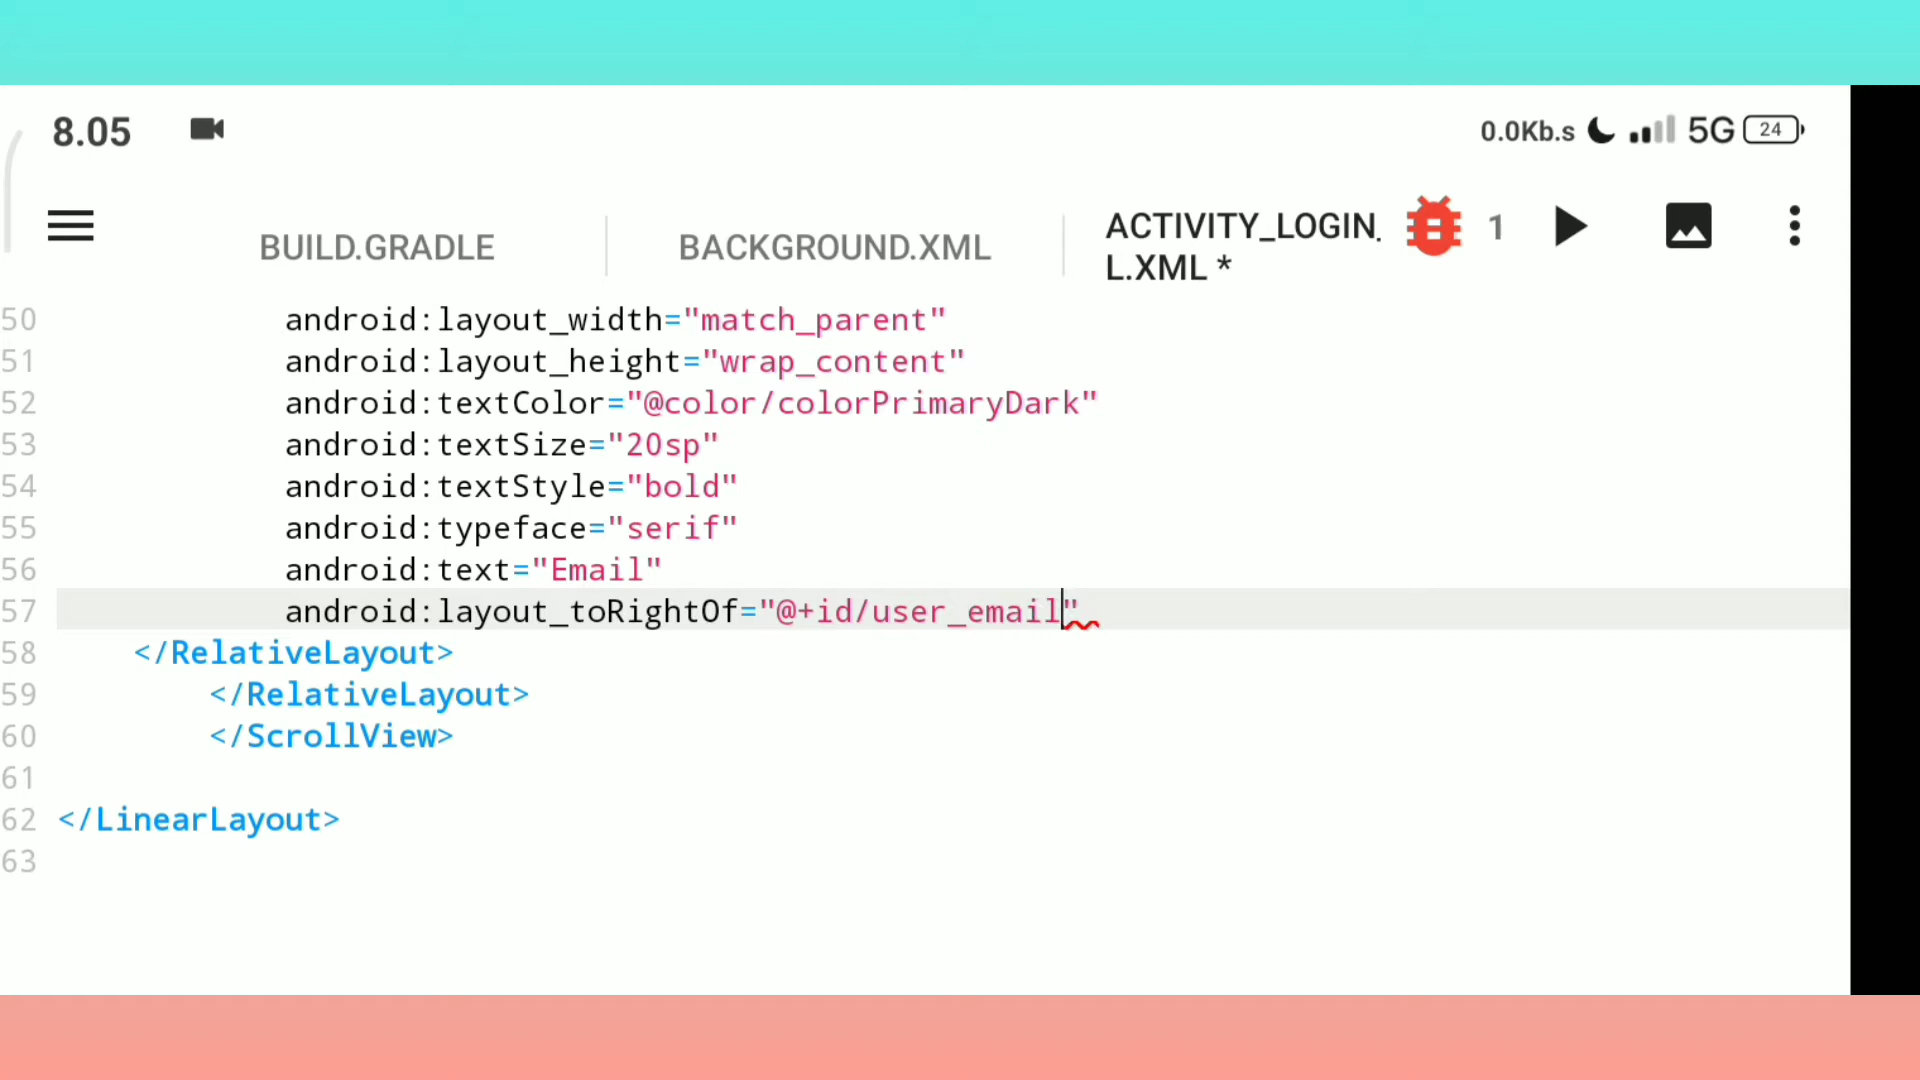 8.05
0.0Kb.s 5G 24
BUILD.GRADLE BACKGROUND.XML ACTIVITY_LOGIN.
L.XML *
1
50 android:layout_width="match_parent"
51 android:layout_height="wrap_content"
52 android:textColor="@color/colorPrimaryDark"
53 android:textSize="20sp"
54 android:textStyle="bold"
55 android:typeface="serif"
56 android:text="Email"
57 android:layout_toRightOf="@+id/user_email"
58 </RelativeLayout>
59 </RelativeLayout>
60 </ScrollView>
61
62 </LinearLayout>
63